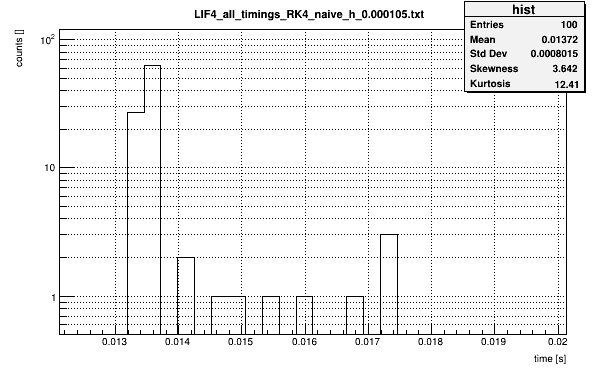 LIF4_all_timings_RK4_naive_h_0.000105.txt
hist
Entries 100
Mean 0.01372
Std Dev 0.0008015
Skewness 3.642
Kurtosis 12.41
counts []
10²
10
1
0.013 0.014 0.015 0.016 0.017 0.018 0.019 0.02
time [s]